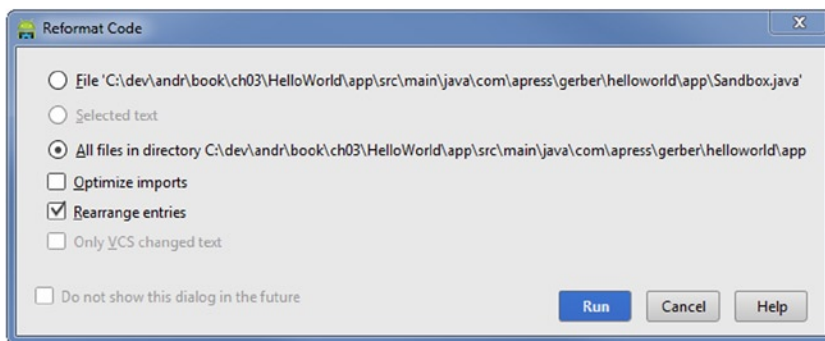 Reformat Code
File 'C:\dev\andr\book\ch03\HelloWorld\app\src\main\java\com\apress\gerber\helloworld\app\Sandbox.java'
Selected text
All files in directory C:\dev\andr\book\ch03\HelloWorld\app\src\main\java\com\apress\gerber\helloworld\app
Optimize imports
Rearrange entries
Only VCS changed text
Do not show this dialog in the future
Run Cancel Help